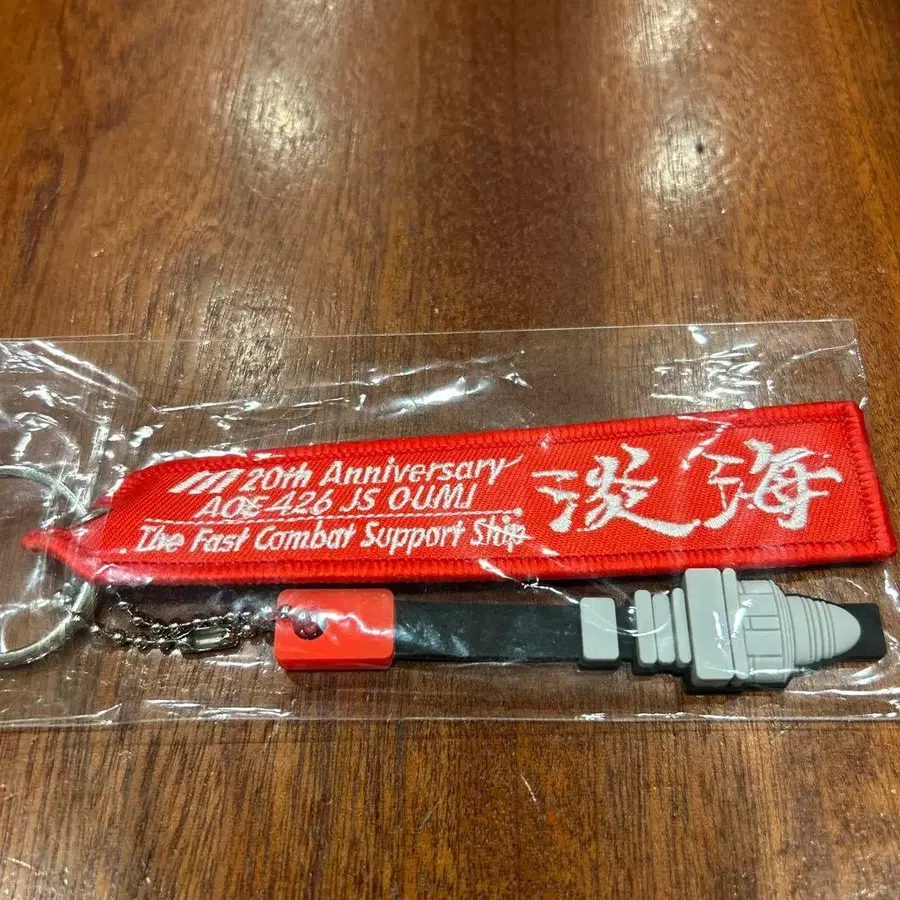 20th Anniversary
AOE-426 JS OUMI
The Fast Combat Support Ship
淡海